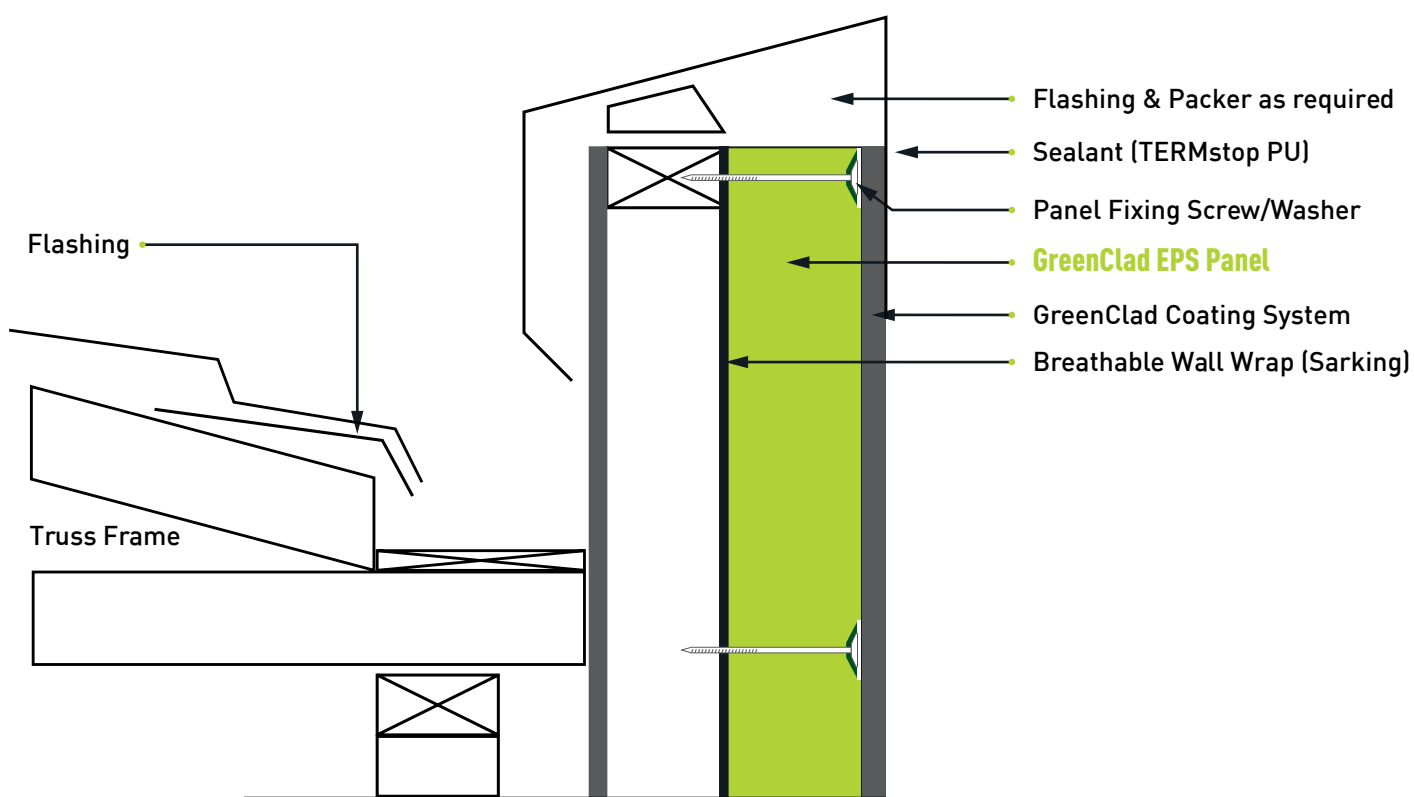 Flashing & Packer as required
Sealant (TERMstop PU)
Panel Fixing Screw/Washer
Flashing
GreenClad EPS Panel
GreenClad Coating System
Breathable Wall Wrap (Sarking)
Truss Frame